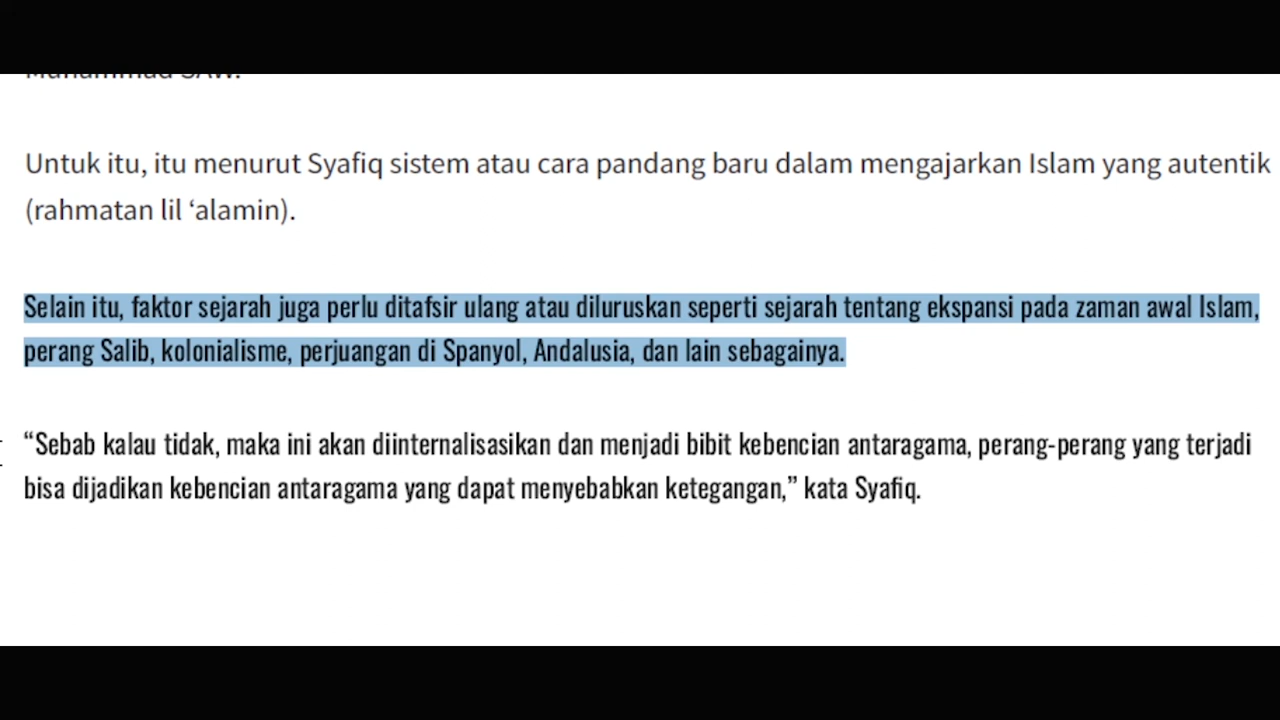 Untuk itu, itu menurut Syafiq sistem atau cara pandang baru dalam mengajarkan Islam yang autentik
(rahmatan lil ‘alamin).
Selain itu, faktor sejarah juga perlu ditafsir ulang atau diluruskan seperti sejarah tentang ekspansi pada zaman awal Islam,
perang Salib, kolonialisme, perjuangan di Spanyol, Andalusia, dan lain sebagainya.
“Sebab kalau tidak, maka ini akan diinternalisasikan dan menjadi bibit kebencian antaragama, perang-perang yang terjadi
bisa dijadikan kebencian antaragama yang dapat menyebabkan ketegangan,” kata Syafiq.